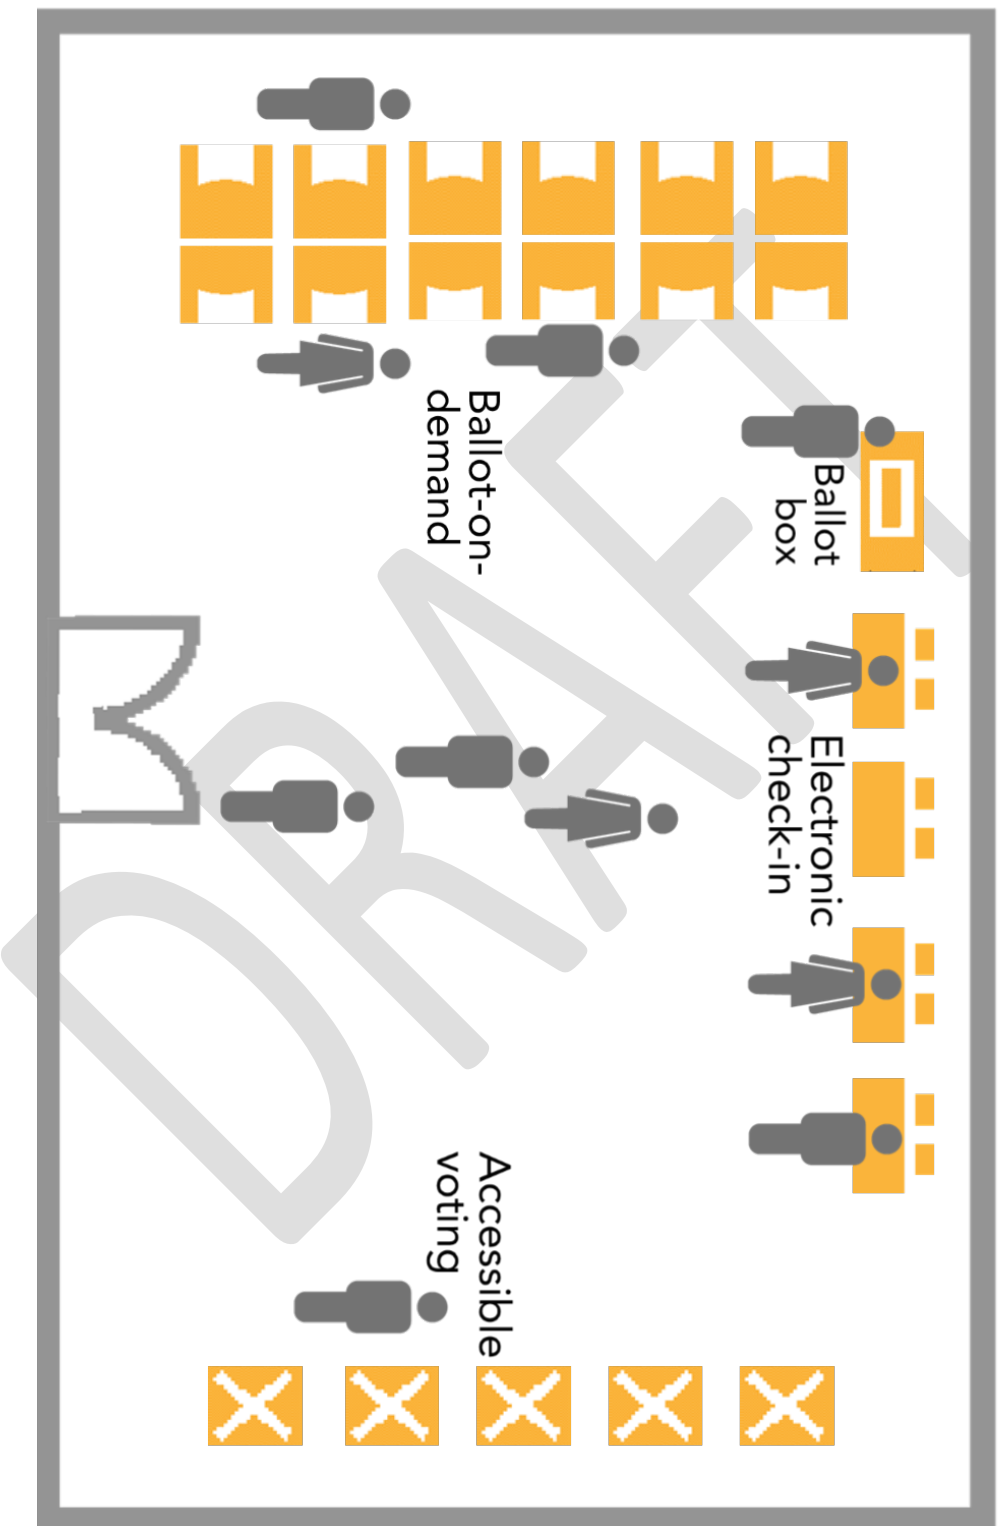 Ballot-on-
demand
Ballot
box
Electronic
check-in
Accessible
voting
DRAFT